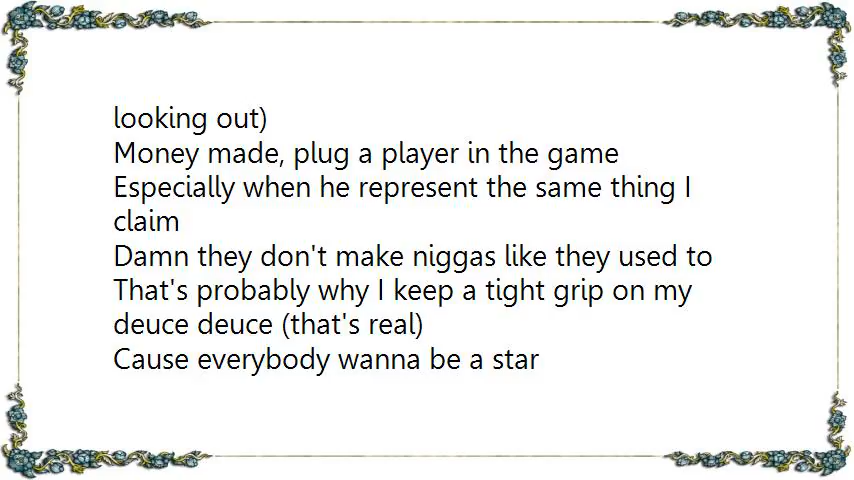 looking out)
Money made, plug a player in the game
Especially when he represent the same thing I
claim
Damn they don't make niggas like they used to
That's probably why I keep a tight grip on my
deuce deuce (that's real)
Cause everybody wanna be a star